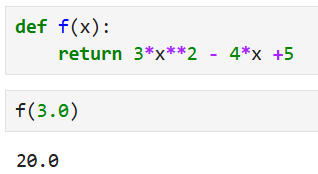 def f(x):
    return 3*x**2 - 4*x +5
f(3.0)
20.0